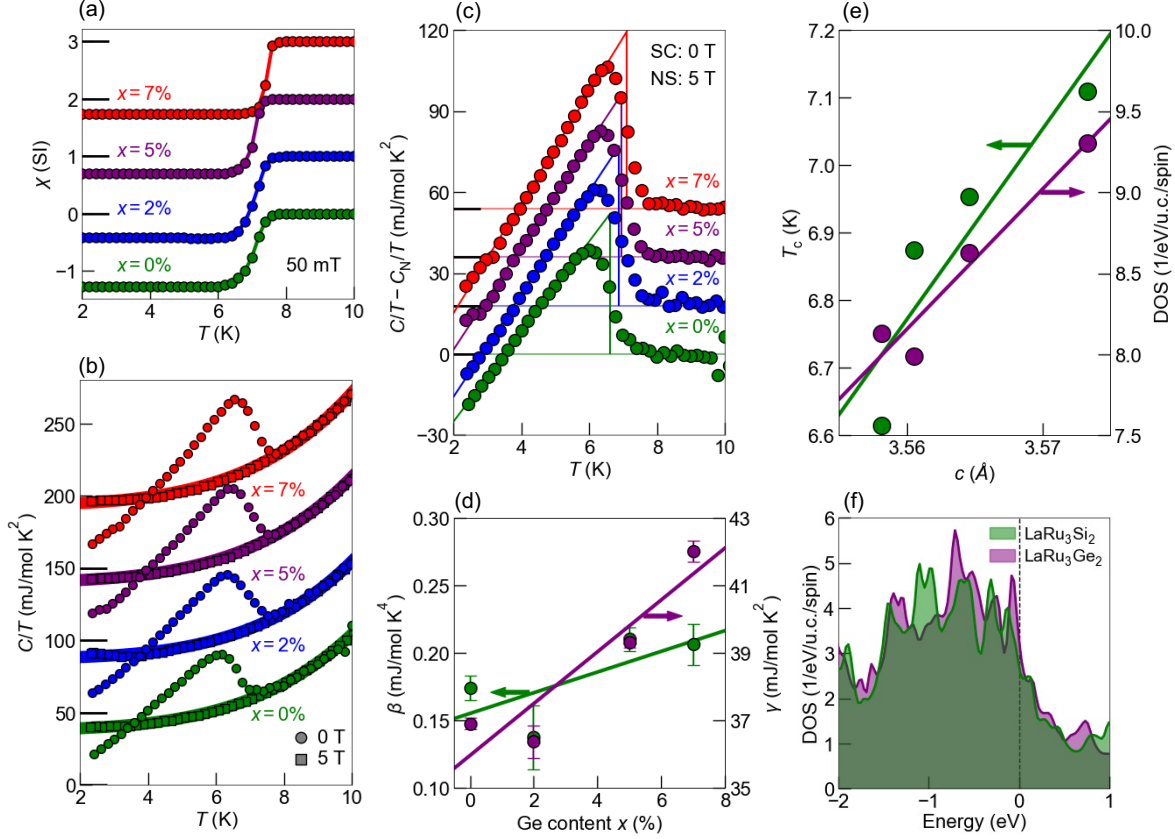 (a)
3
2
1
0
−1
χ (SI)
x = 7%
x = 5%
x = 2%
x = 0%
50 mT
2 4 6 8 10
T (K)
(b)
250
200
150
100
50
0
C/T (mJ/mol K²)
x = 7%
x = 5%
x = 2%
x = 0%
0 T
5 T
2 4 6 8 10
T (K)
(c)
120
90
60
30
0
−30
C/T − C_N/T (mJ/mol K²)
SC: 0 T
NS: 5 T
x = 7%
x = 5%
x = 2%
x = 0%
2 4 6 8 10
T (K)
(d)
0.30
0.25
0.20
0.15
0.10
β (mJ/mol K⁴)
43
41
39
37
35
γ (mJ/mol K²)
0 2 4 6 8
Ge content x (%)
(e)
7.2
7.1
7.0
6.9
6.8
6.7
6.6
T_c (K)
10.0
9.5
9.0
8.5
8.0
7.5
DOS (1/eV/u.c./spin)
3.56 3.57
c (Å)
(f)
6
5
4
3
2
1
0
DOS (1/eV/u.c./spin)
LaRu₃Si₂
LaRu₃Ge₂
−2 −1 0 1
Energy (eV)